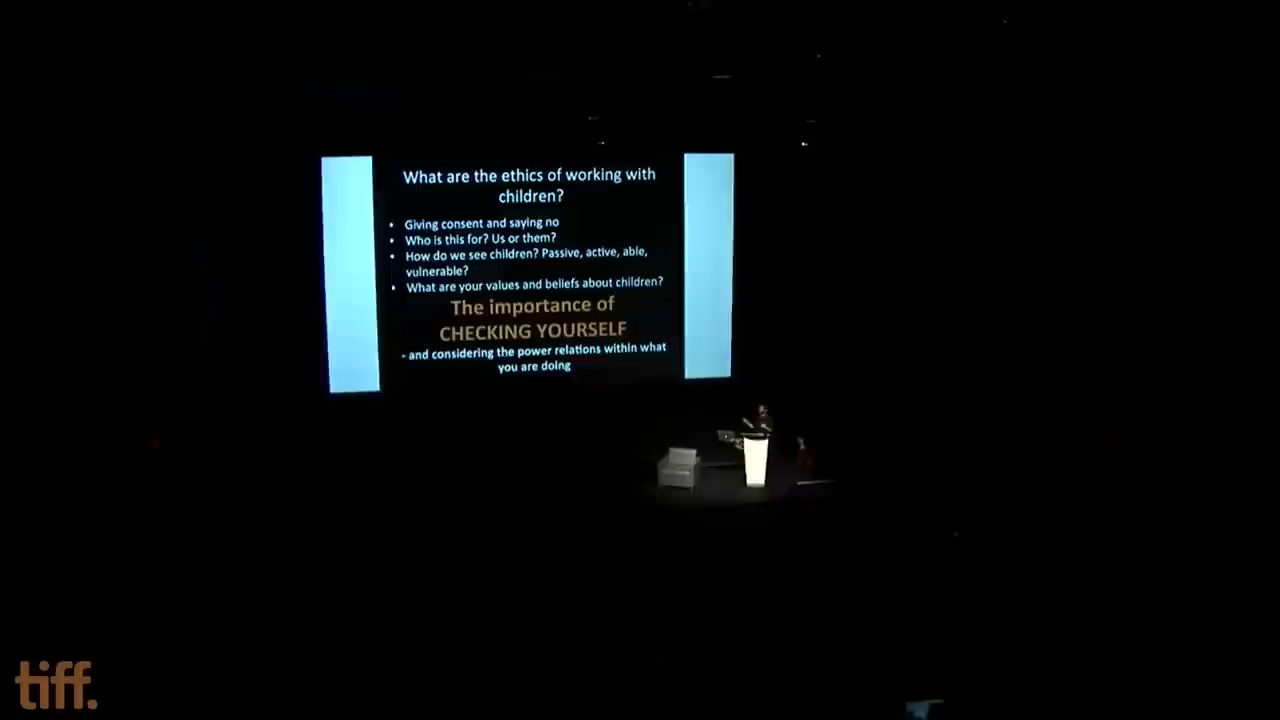 What are the ethics of working with
children?
• Giving consent and saying no
• Who is this for? Us or them?
• How do we see children? Passive, active, able,
vulnerable?
• What are your values and beliefs about children?
The importance of
CHECKING YOURSELF
- and considering the power relations within what
you are doing
tiff.